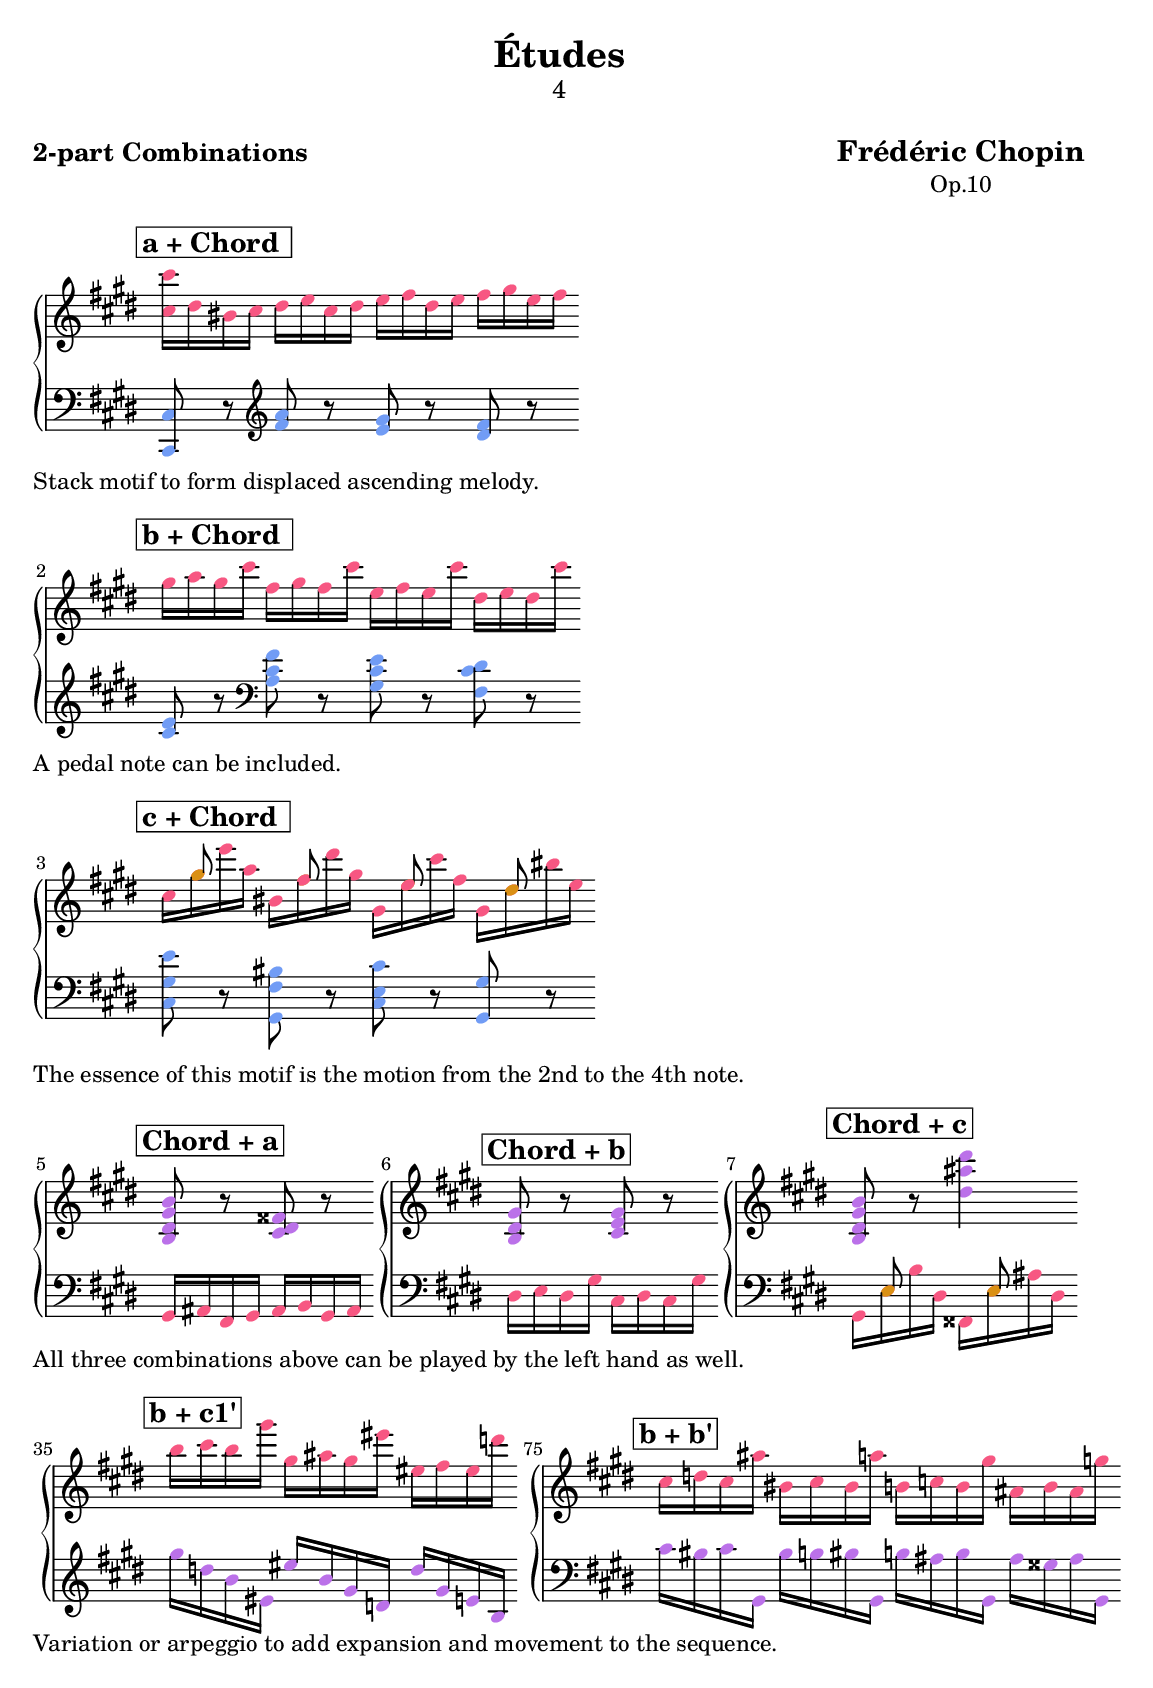 Études
4
2-part Combinations
Frédéric Chopin
Op.10
a + Chord
Stack motif to form displaced ascending melody.
b + Chord
2
A pedal note can be included.
c + Chord
3
The essence of this motif is the motion from the 2nd to the 4th note.
Chord + a
Chord + b
Chord + c
5
6
7
All three combinations above can be played by the left hand as well.
b + c1'
b + b'
35
75
Variation or arpeggio to add expansion and movement to the sequence.